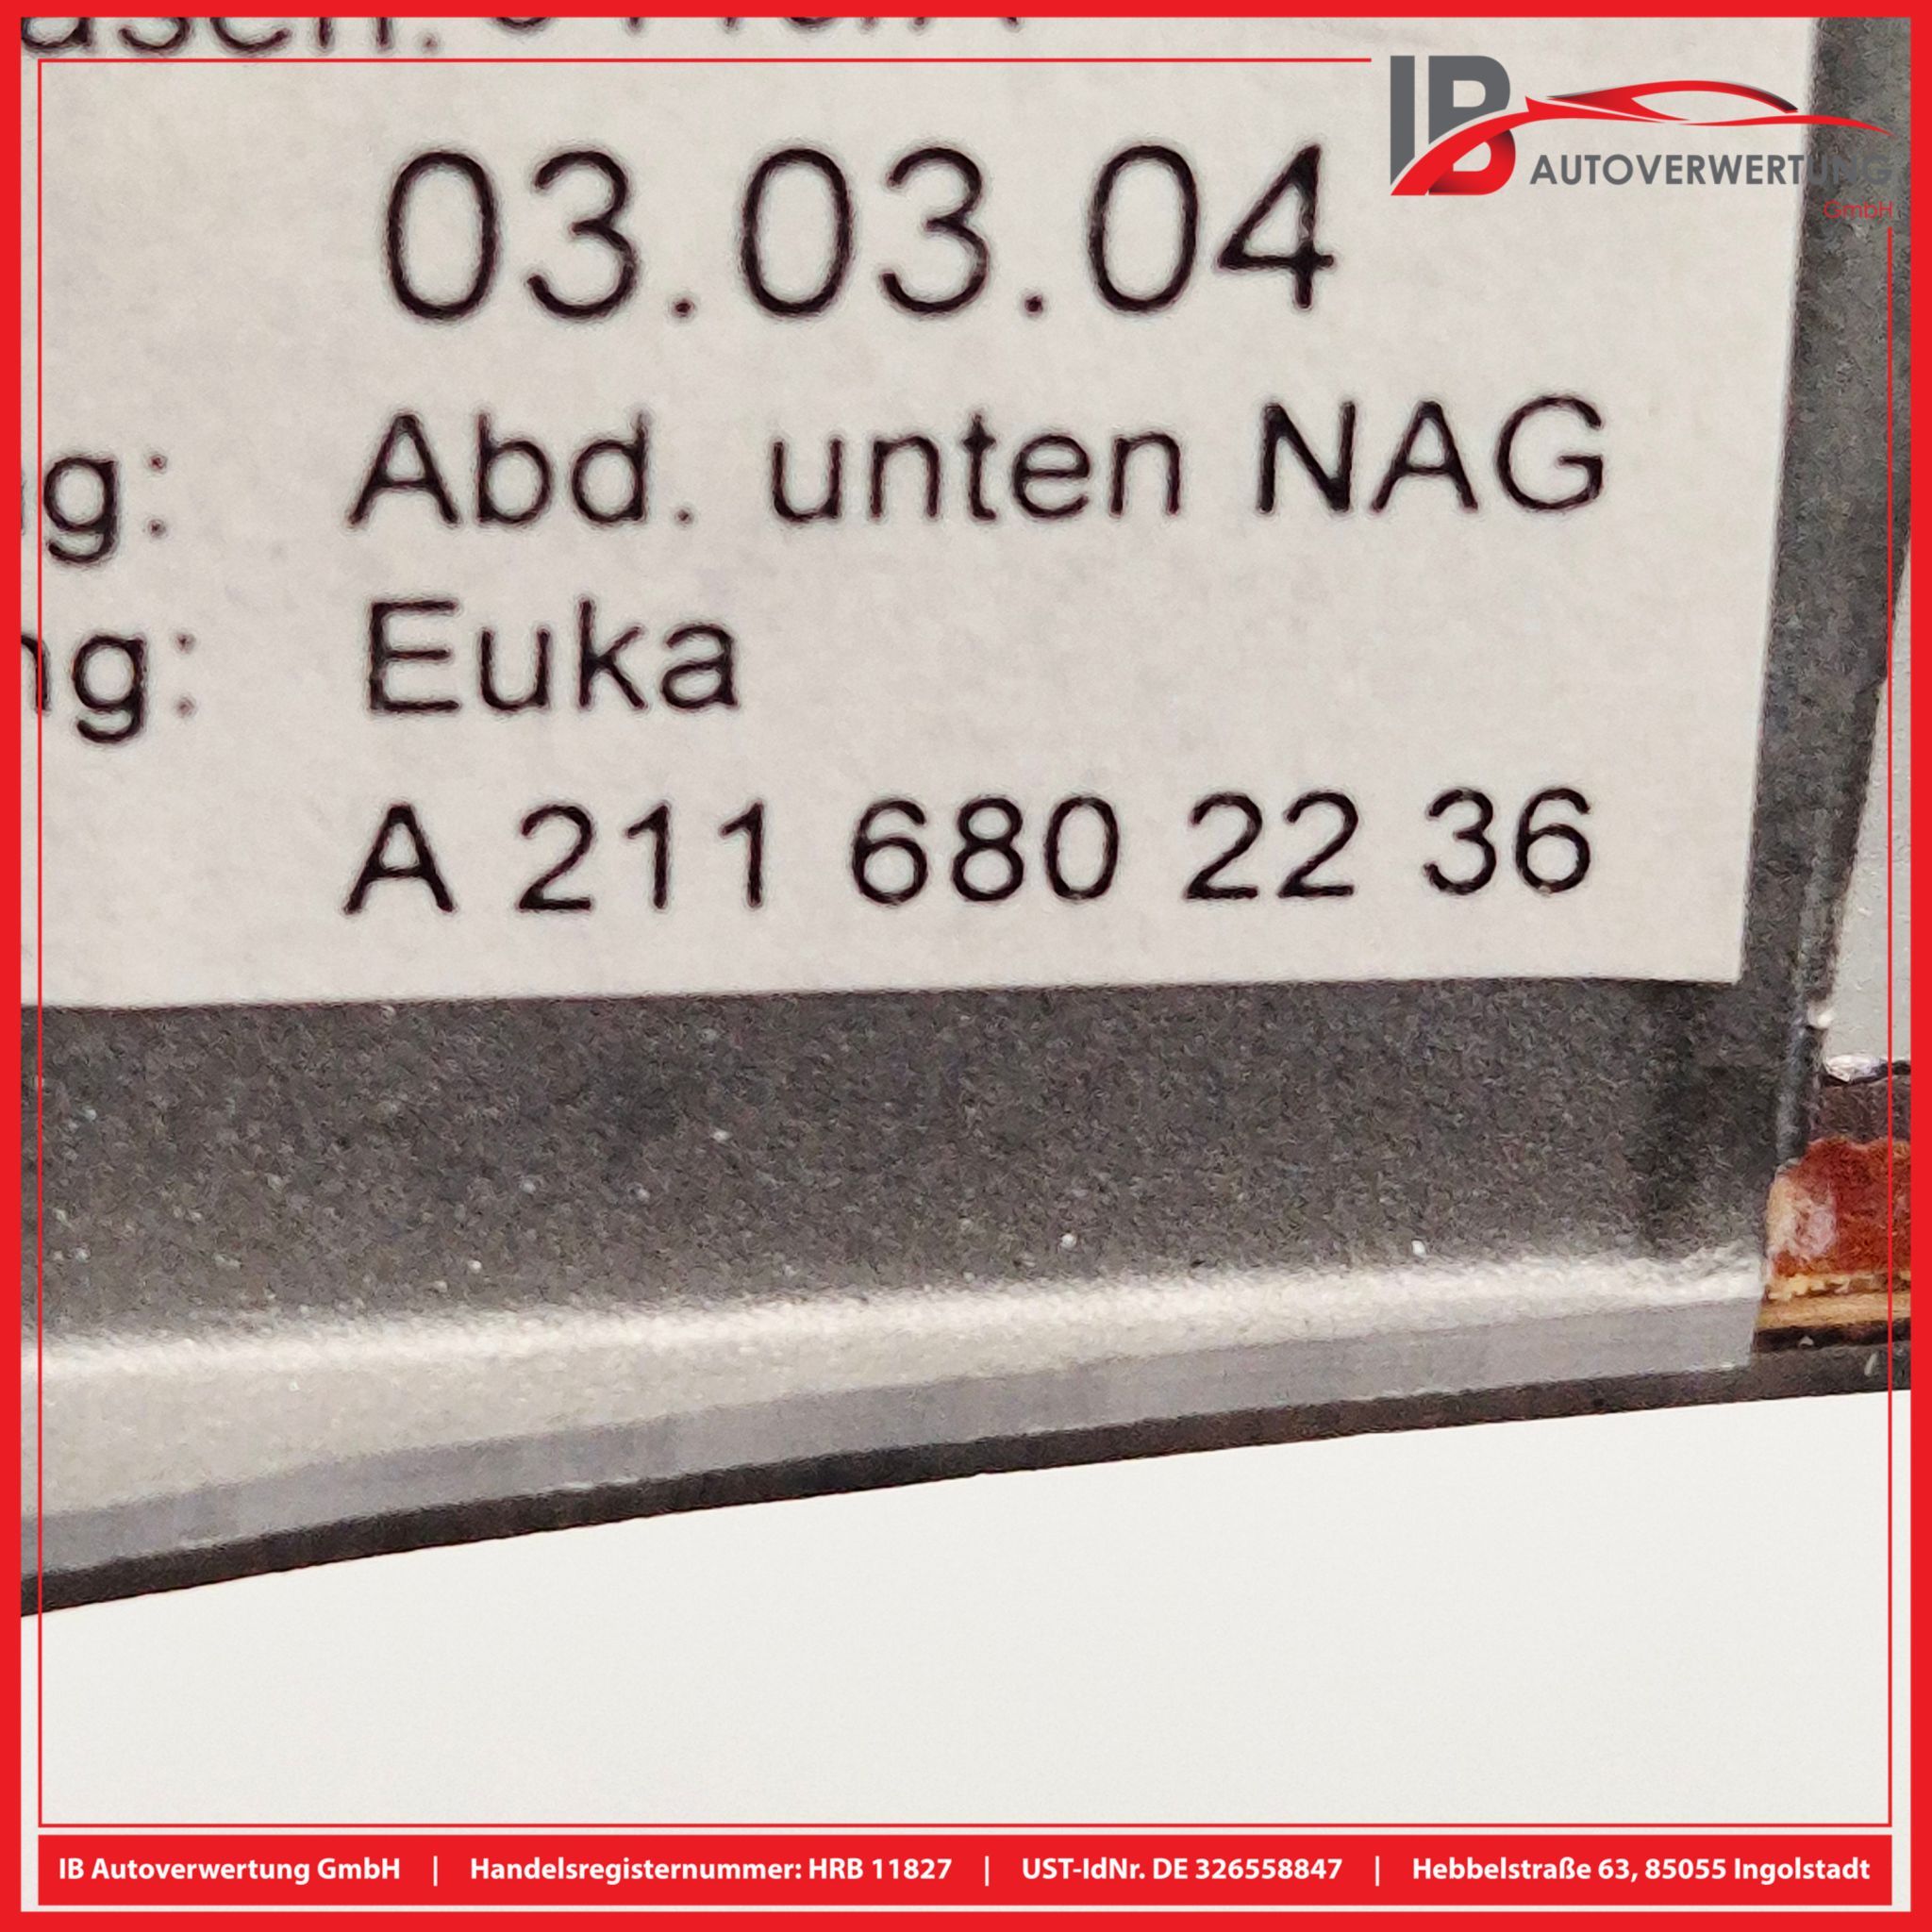 IB AUTOVERWERTUNG
GmbH
03.03.04
g: Abd. unten NAG
ng: Euka
A 211 680 22 36
IB Autoverwertung GmbH | Handelsregisternummer: HRB 11827 | UST-IdNr. DE 326558847 | Hebbelstraße 63, 85055 Ingolstadt